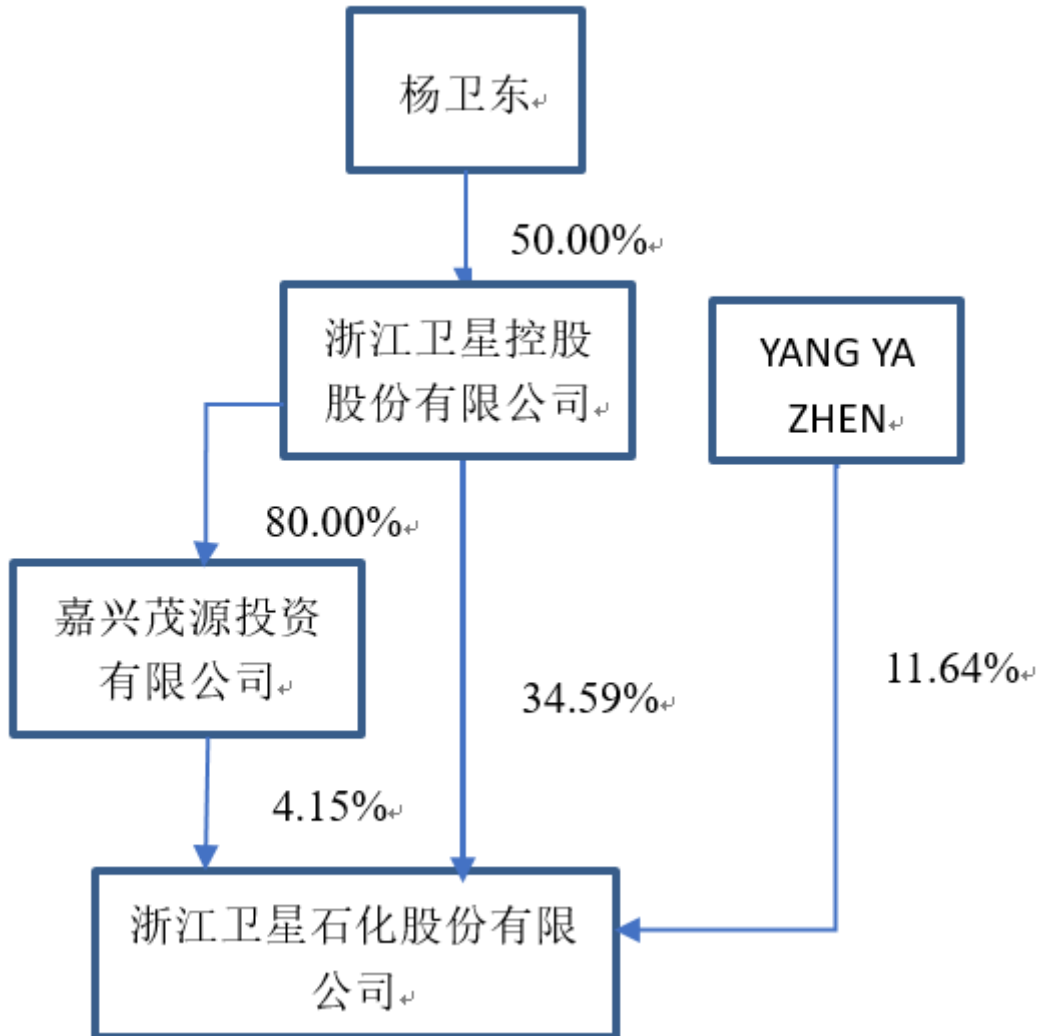 杨卫东
50.00%
浙江卫星控股
股份有限公司
YANG YA
ZHEN
80.00%
嘉兴茂源投资
有限公司
34.59%
11.64%
4.15%
浙江卫星石化股份有限
公司